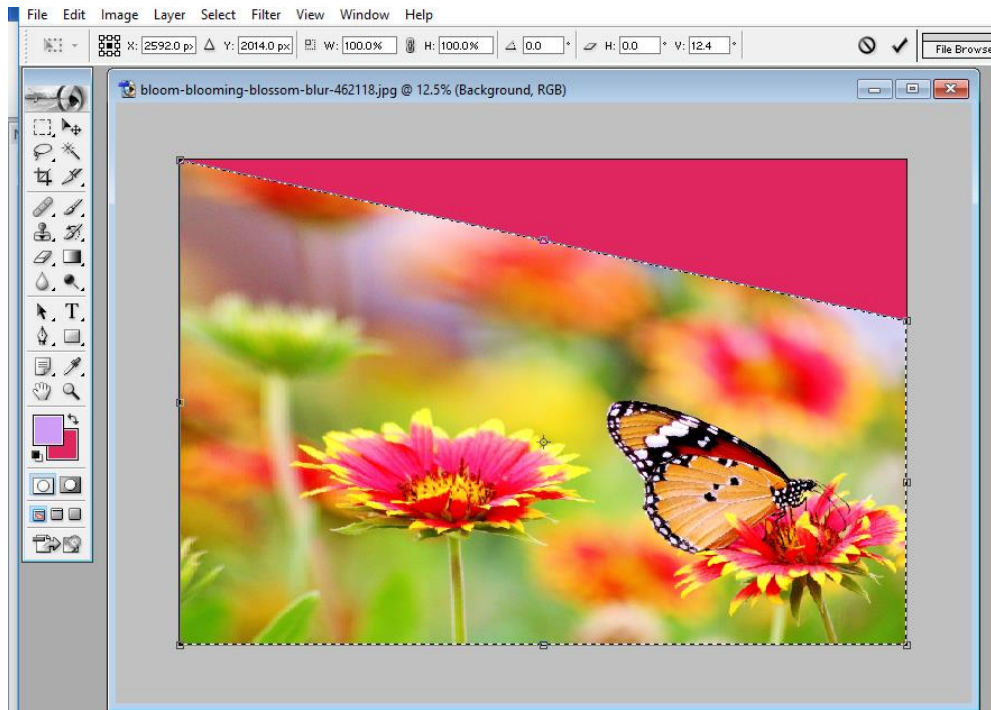 File Edit Image Layer Select Filter View Window Help
X: 2592.0 p> Y: 2014.0 px W: 100.0% H: 100.0% 0.0 ° H: 0.0 ° V: 12.4 °
File Browse
bloom-blooming-blossom-blur-462118.jpg @ 12.5% (Background, RGB)
T